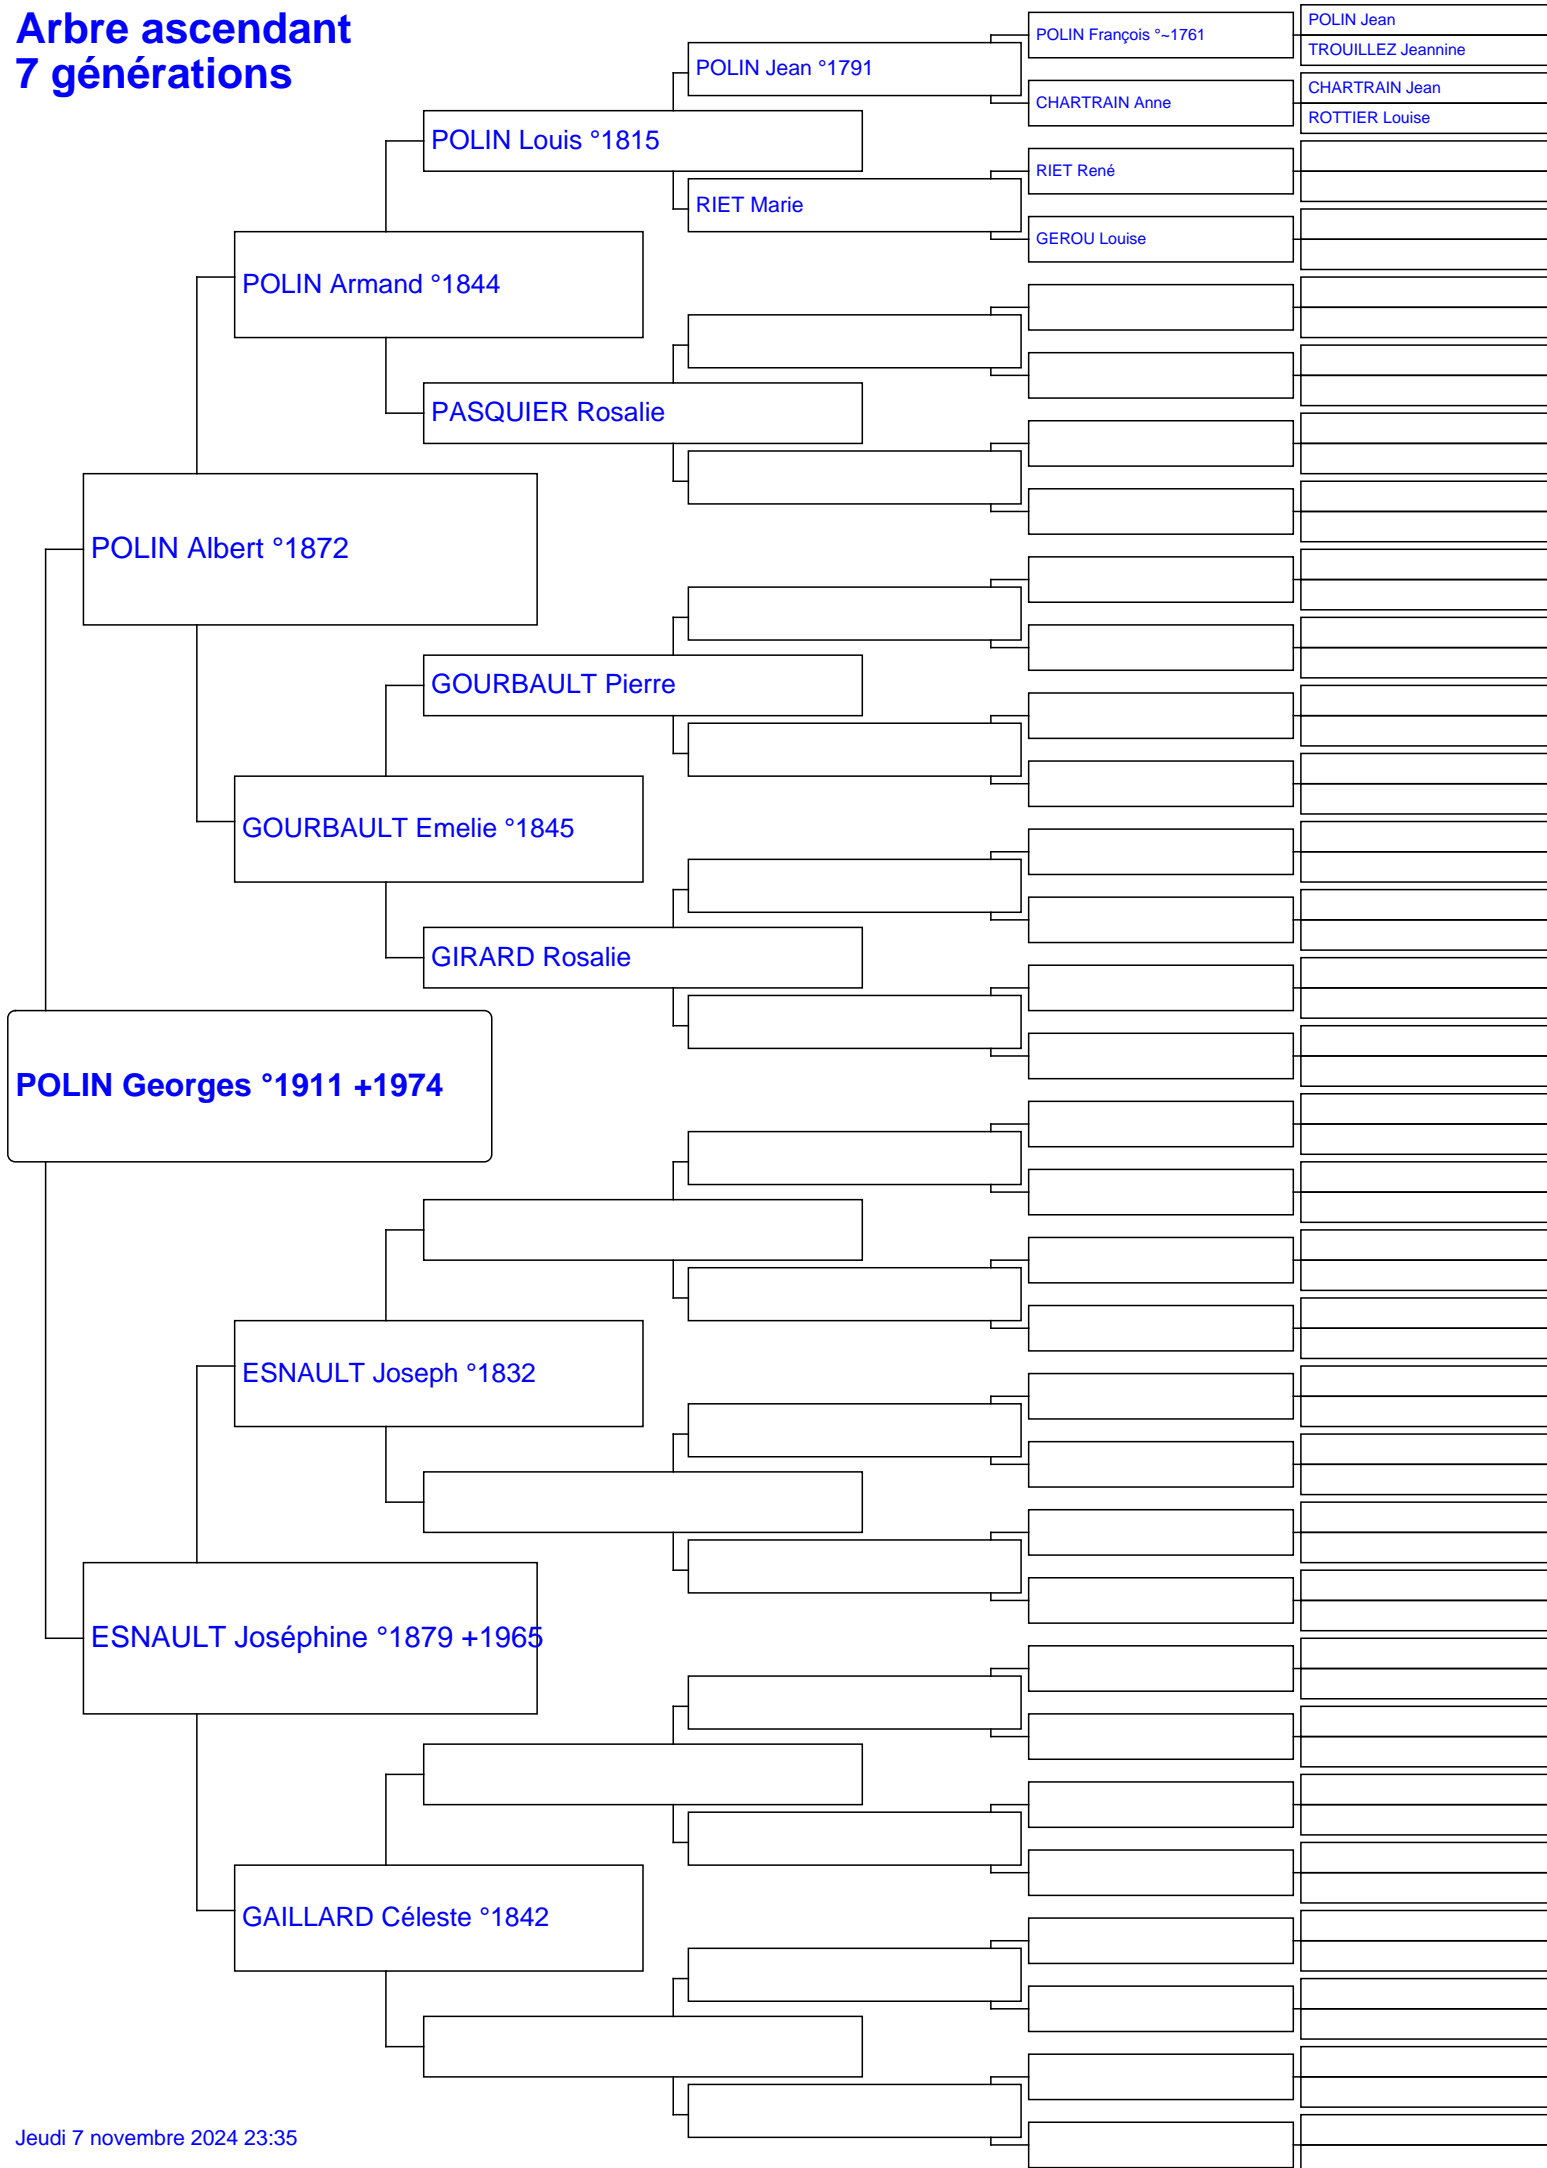 Arbre ascendant
7 générations
POLIN Jean
POLIN François °~1761
TROUILLEZ Jeannine
POLIN Jean °1791
CHARTRAIN Jean
CHARTRAIN Anne
ROTTIER Louise
POLIN Louis °1815
RIET René
RIET Marie
GEROU Louise
POLIN Armand °1844
PASQUIER Rosalie
POLIN Albert °1872
GOURBAULT Pierre
GOURBAULT Emelie °1845
GIRARD Rosalie
POLIN Georges °1911 +1974
ESNAULT Joseph °1832
ESNAULT Joséphine °1879 +1965
GAILLARD Céleste °1842
Jeudi 7 novembre 2024 23:35